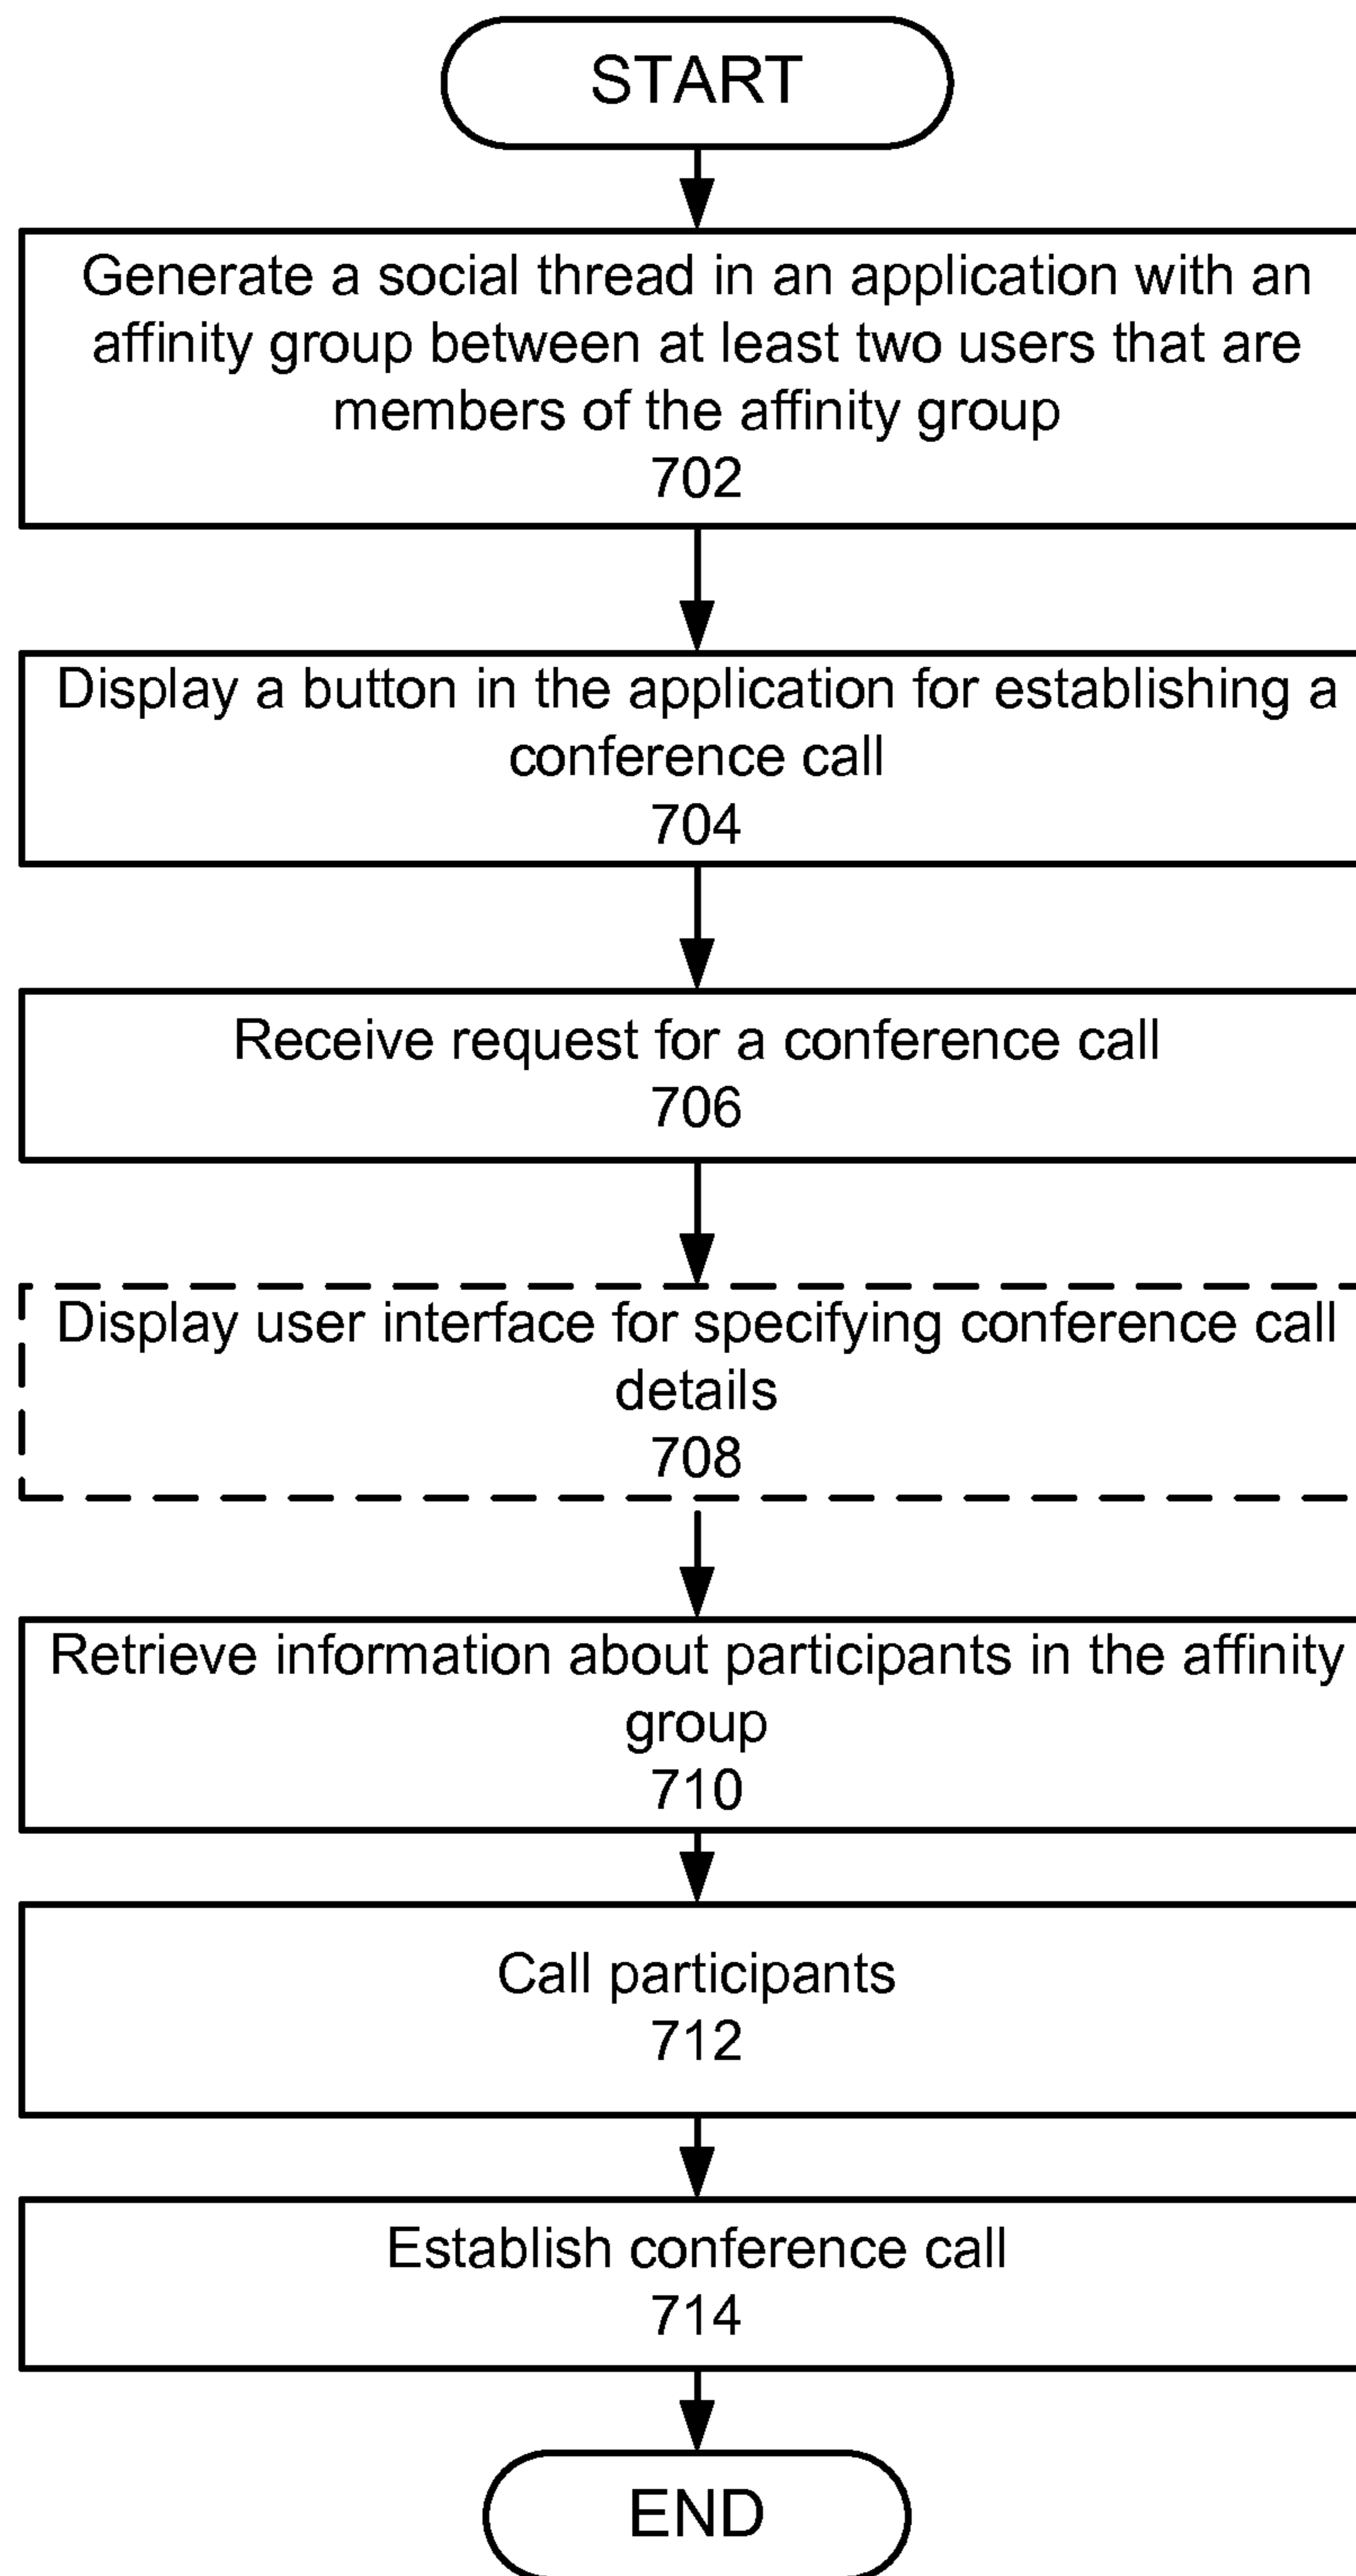 START
Generate a social thread in an application with an
affinity group between at least two users that are
members of the affinity group
702
Display a button in the application for establishing a
conference call
704
Receive request for a conference call
706
Display user interface for specifying conference call
details
708
Retrieve information about participants in the affinity
group
710
Call participants
712
Establish conference call
714
END